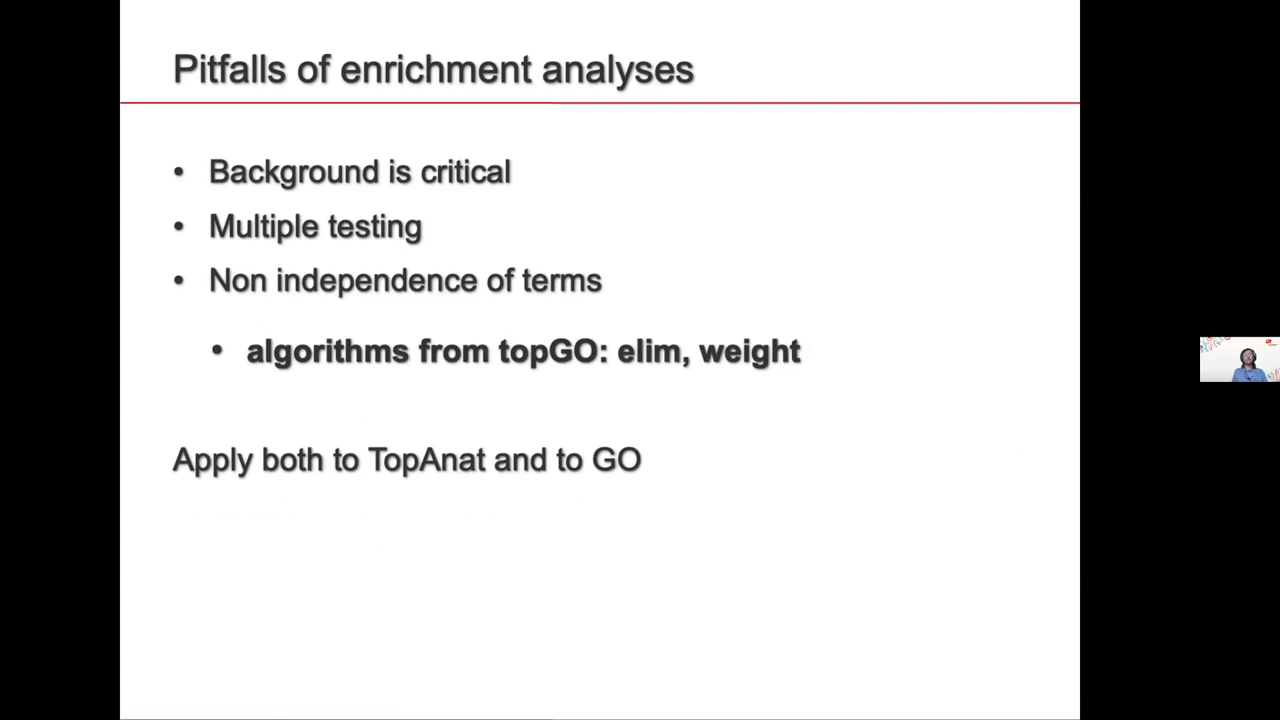 Pitfalls of enrichment analyses
• Background is critical
• Multiple testing
• Non independence of terms
• algorithms from topGO: elim, weight
Apply both to TopAnat and to GO